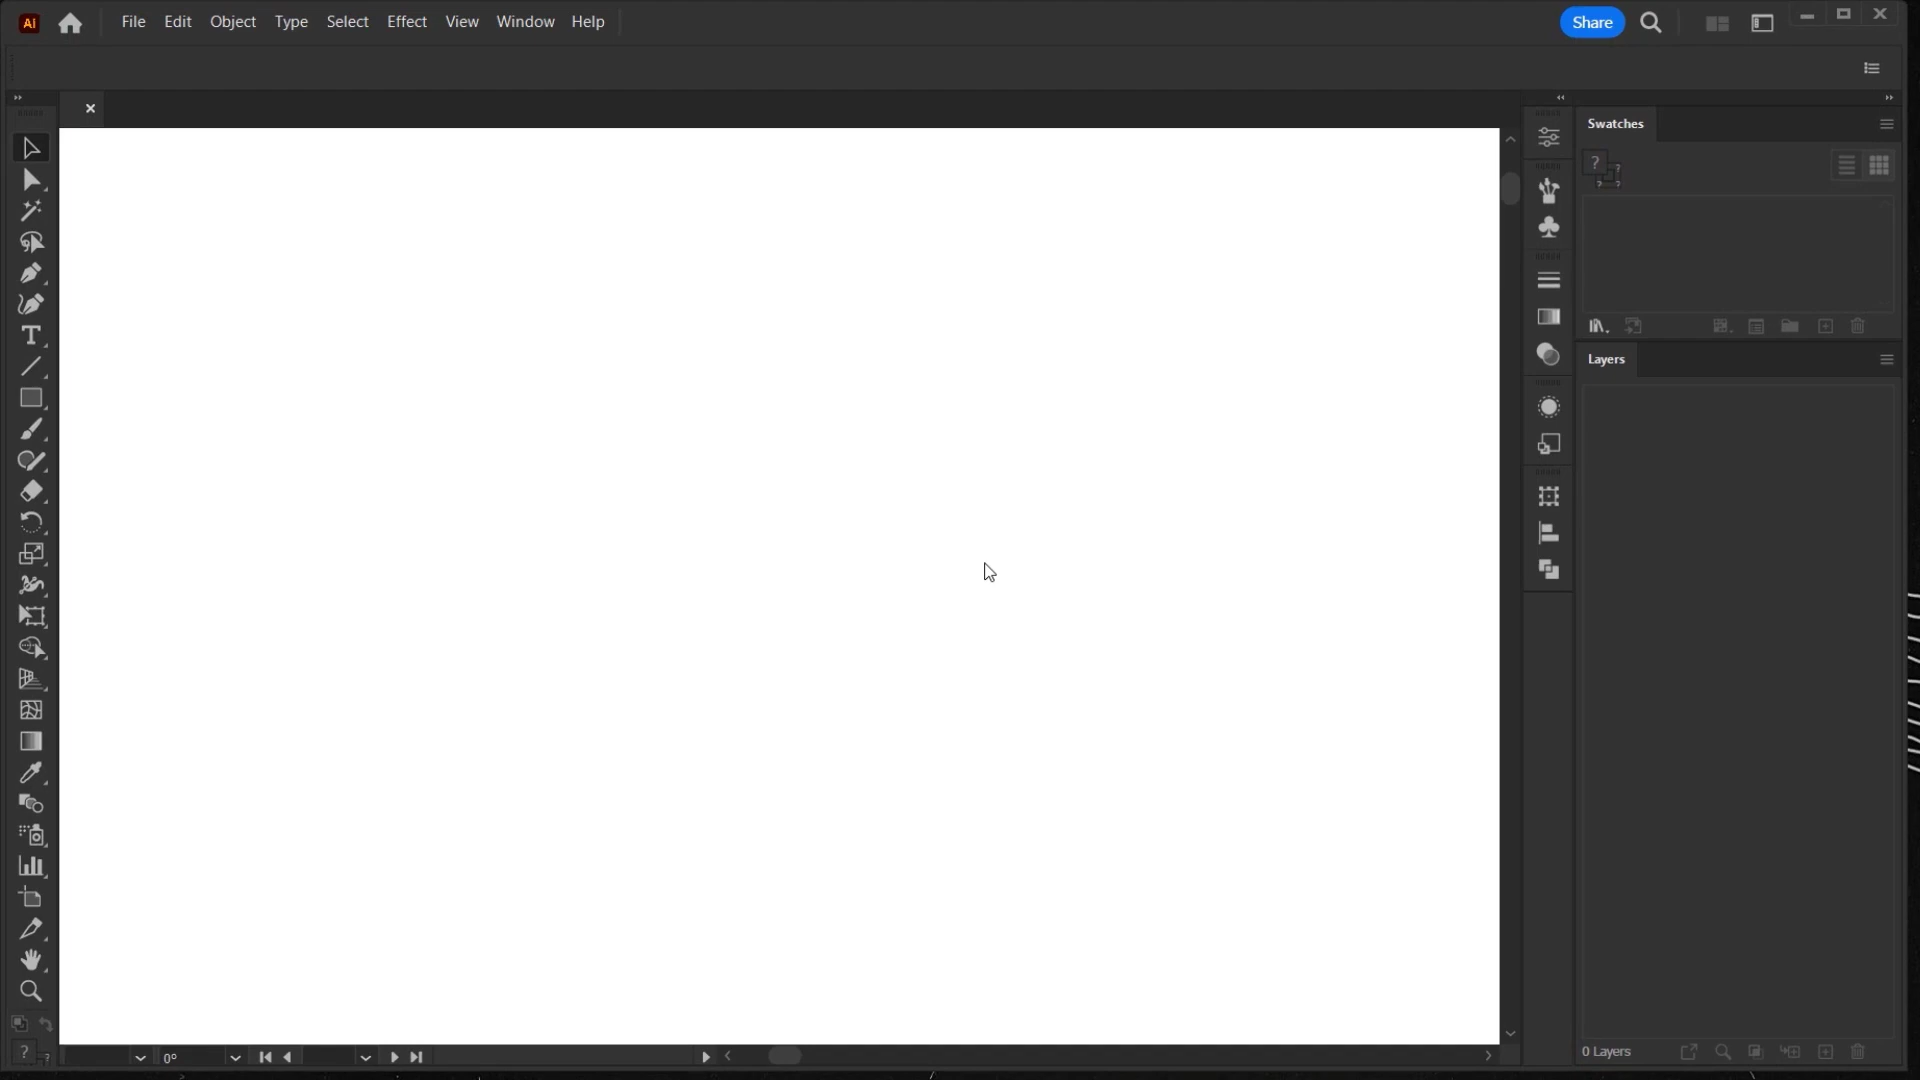 Ai File Edit Object Type Select Effect View Window Help Share
Swatches
?
Layers
0°
0 Layers